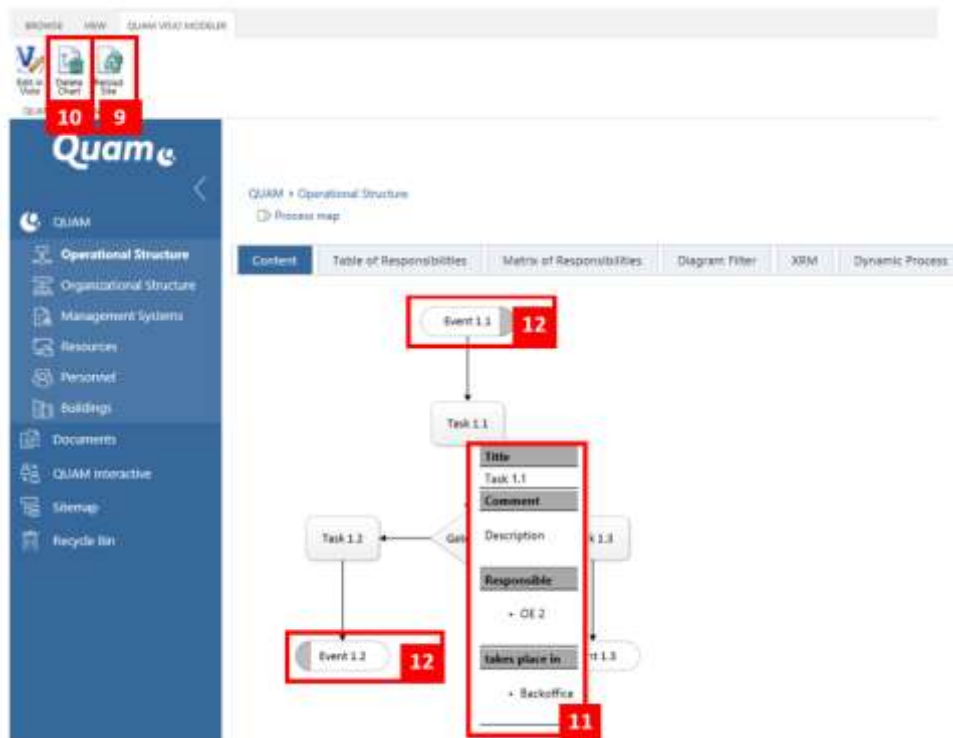 BROWSE VIEW QUAM VISIO MODELER
Edit in Visio
Delete Chart
Reload Site
10 9
Quam
QUAM
Operational Structure
Organizational Structure
Management Systems
Resources
Personnel
Buildings
Documents
QUAM Interactive
Sitemap
Recycle Bin
QUAM › Operational Structure
Process map
Content Table of Responsibilities Matrix of Responsibilities Diagram Filter XRM Dynamic Process
Event 1.1 12
Task 1.1
Title
Task 1.1
Comment
Description
Responsible
• OE 2
takes place in
• Backoffice
11
Task 1.2
Event 1.2 12